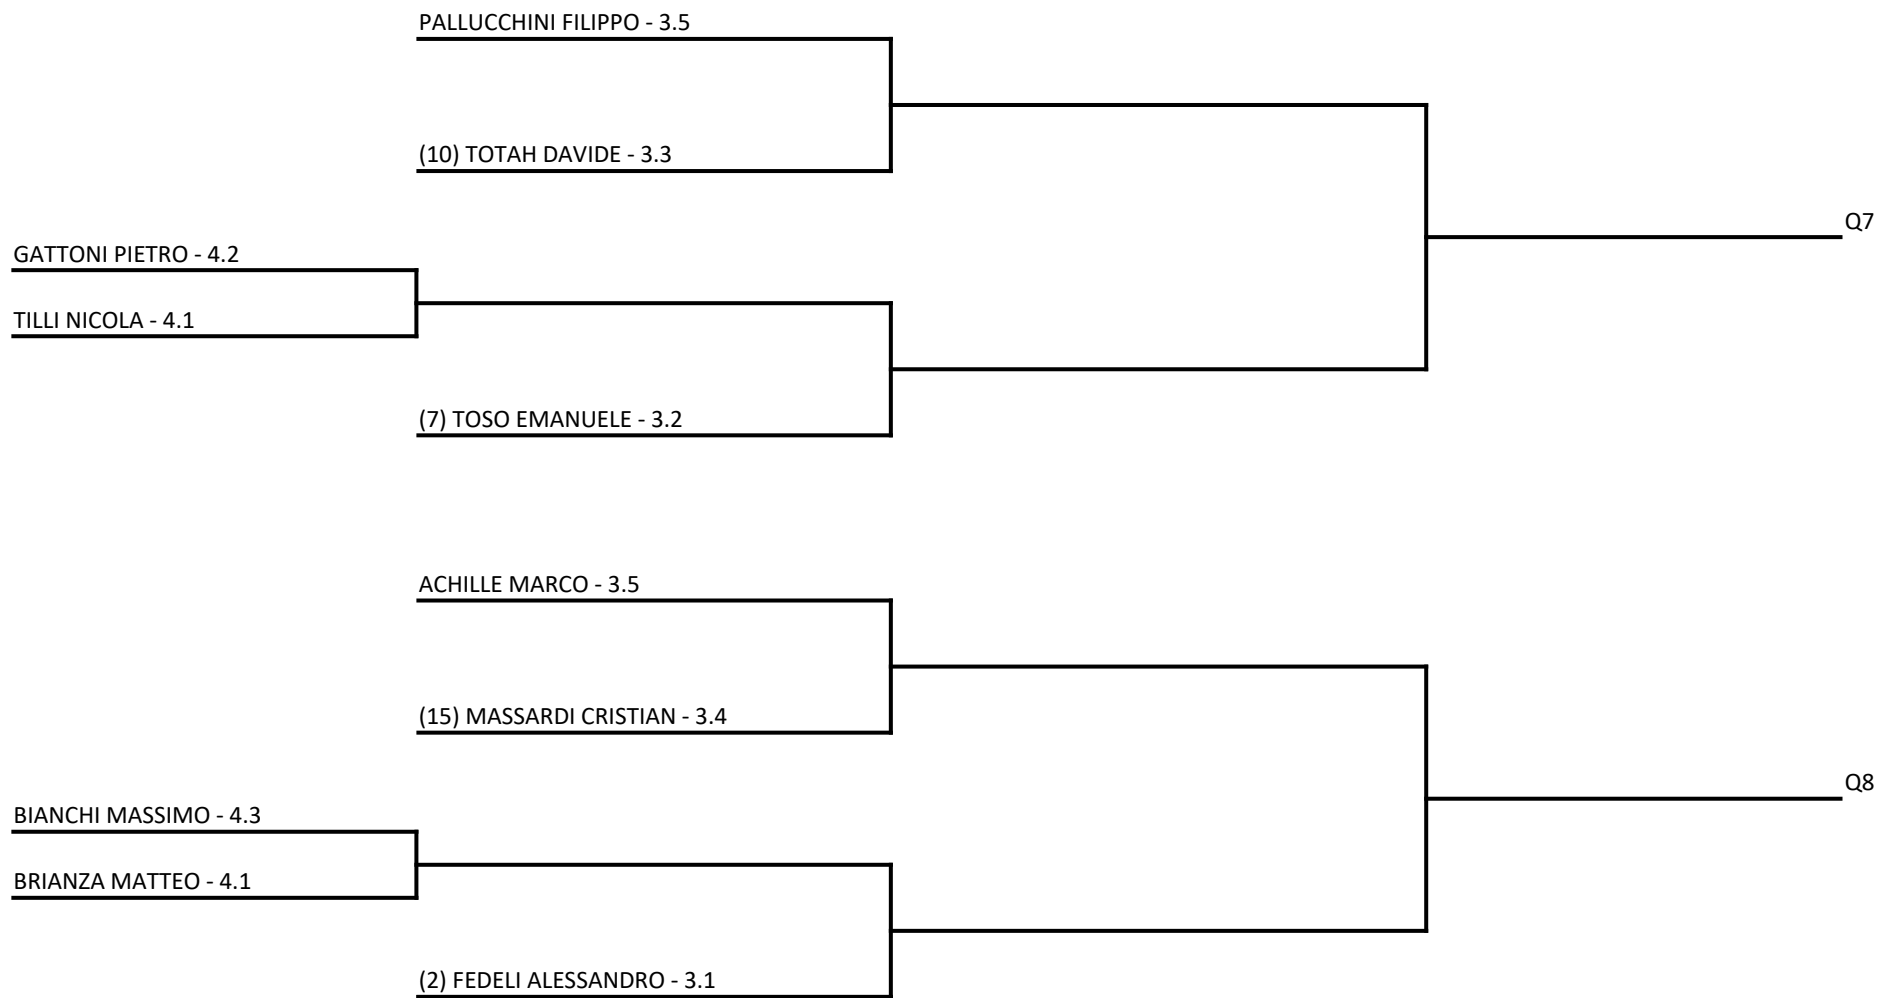 PALLUCCHINI FILIPPO - 3.5
(10) TOTAH DAVIDE - 3.3
Q7
GATTONI PIETRO - 4.2
TILLI NICOLA - 4.1
(7) TOSO EMANUELE - 3.2
ACHILLE MARCO - 3.5
(15) MASSARDI CRISTIAN - 3.4
Q8
BIANCHI MASSIMO - 4.3
BRIANZA MATTEO - 4.1
(2) FEDELI ALESSANDRO - 3.1